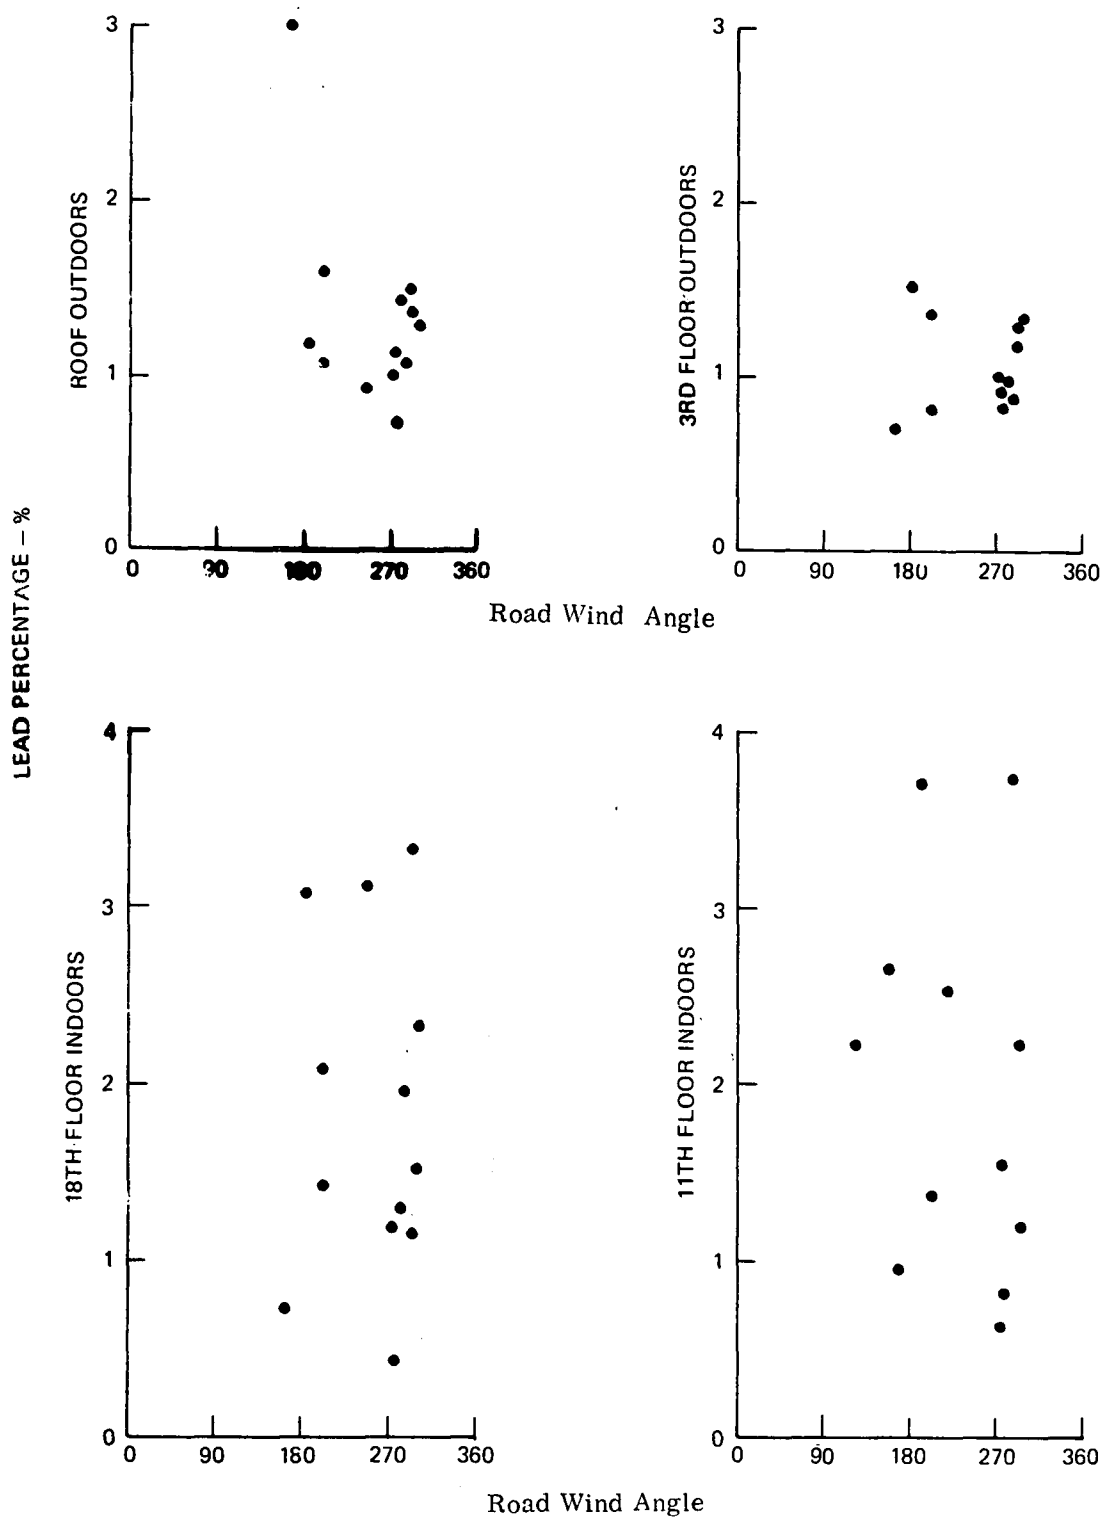 LEAD PERCENTAGE – %
ROOF OUTDOORS
3
2
1
0
0 90 180 270 360
3RD FLOOR OUTDOORS
3
2
1
0
0 90 180 270 360
Road Wind Angle
18TH FLOOR INDOORS
4
3
2
1
0
0 90 180 270 360
11TH FLOOR INDOORS
4
3
2
1
0
0 90 180 270 360
Road Wind Angle